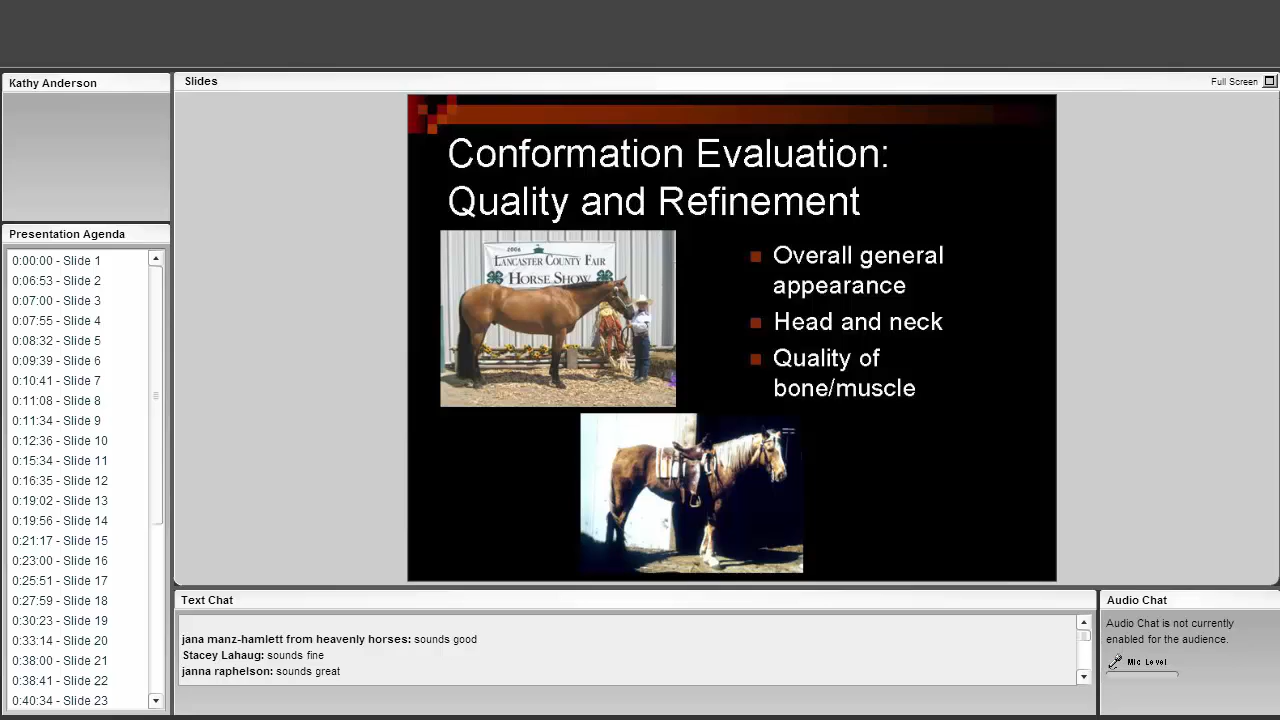 Kathy Anderson
Slides
Full Screen
Presentation Agenda
0:00:00 - Slide 1
0:06:53 - Slide 2
0:07:00 - Slide 3
0:07:55 - Slide 4
0:08:32 - Slide 5
0:09:39 - Slide 6
0:10:41 - Slide 7
0:11:08 - Slide 8
0:11:34 - Slide 9
0:12:36 - Slide 10
0:15:34 - Slide 11
0:16:35 - Slide 12
0:19:02 - Slide 13
0:19:56 - Slide 14
0:21:17 - Slide 15
0:23:00 - Slide 16
0:25:51 - Slide 17
0:27:59 - Slide 18
0:30:23 - Slide 19
0:33:14 - Slide 20
0:38:00 - Slide 21
0:38:41 - Slide 22
0:40:34 - Slide 23
Conformation Evaluation:
Quality and Refinement
2006
LANCASTER COUNTY FAIR
HORSE SHOW
Overall general
appearance
Head and neck
Quality of
bone/muscle
Text Chat
jana manz-hamlett from heavenly horses: sounds good
Stacey Lahaug: sounds fine
janna raphelson: sounds great
Audio Chat
Audio Chat is not currently
enabled for the audience.
Mic Level